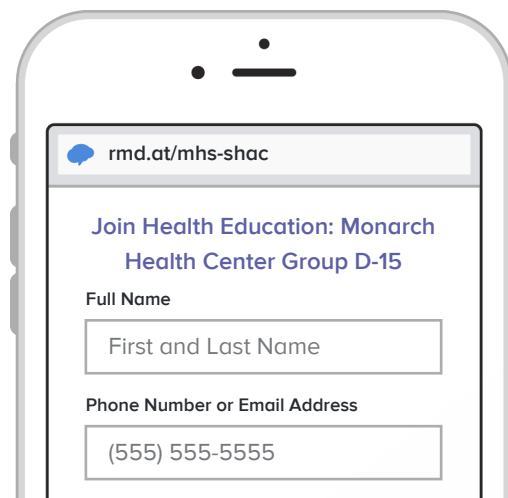 rmd.at/mhs-shac
Join Health Education: Monarch
Health Center Group D-15
Full Name
First and Last Name
Phone Number or Email Address
(555) 555-5555